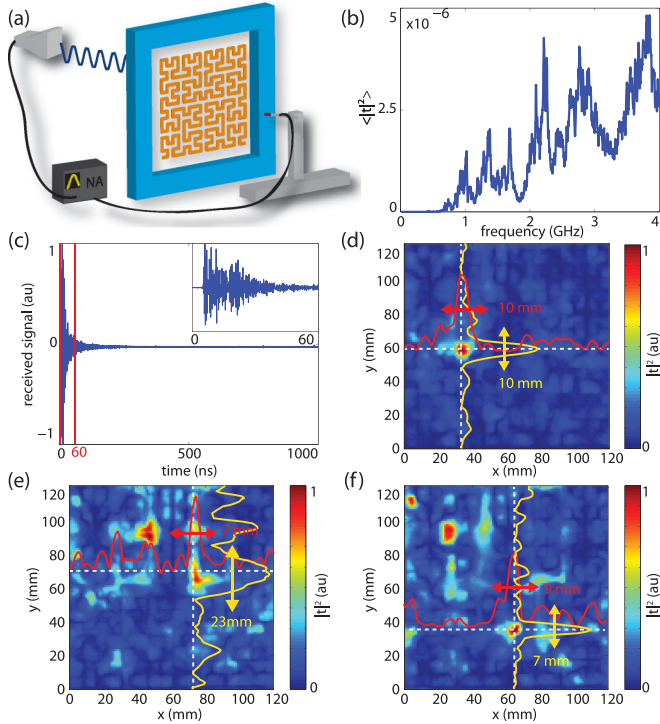 (a)
NA
(b)
x10⁻⁶
5
2.5
0
<|t|²>
0 1 2 3 4
frequency (GHz)
(c)
1
0
−1
received signal (au)
0 60
0 500 1000
60
time (ns)
(d)
120
100
80
60
40
20
0
y (mm)
0 20 40 60 80 100 120
x (mm)
10 mm
10 mm
1
0
|t|² (au)
(e)
120
100
80
60
40
20
0
y (mm)
0 20 40 60 80 100 120
x (mm)
mm
23mm
1
0
|t|² (au)
(f)
120
100
80
60
40
20
0
y (mm)
0 20 40 60 80 100 120
x (mm)
9 mm
7 mm
1
0
|t|² (au)